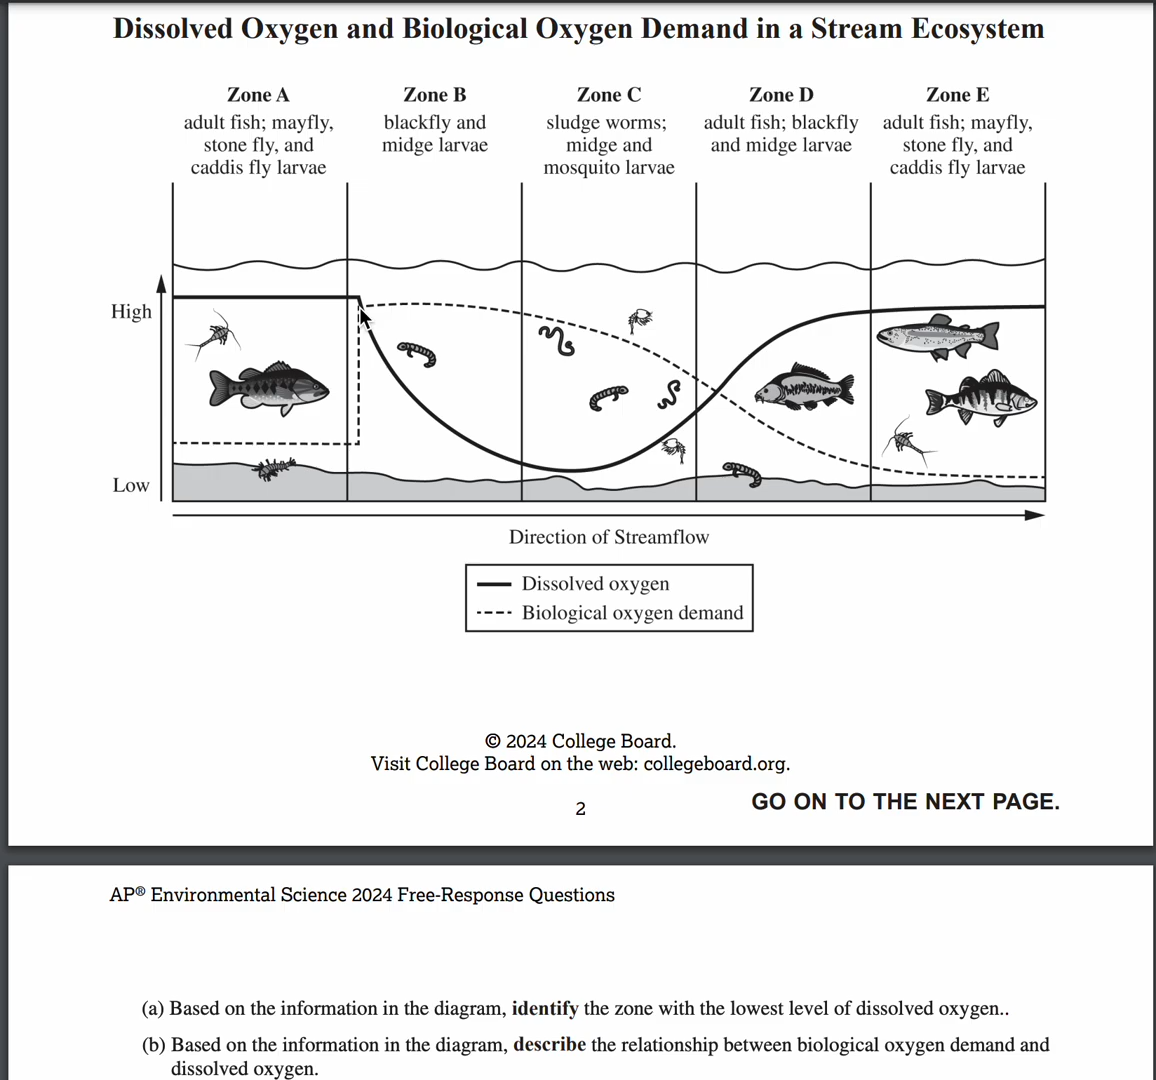 Dissolved Oxygen and Biological Oxygen Demand in a Stream Ecosystem
Zone A
adult fish; mayfly,
stone fly, and
caddis fly larvae
Zone B
blackfly and
midge larvae
Zone C
sludge worms;
midge and
mosquito larvae
Zone D
adult fish; blackfly
and midge larvae
Zone E
adult fish; mayfly,
stone fly, and
caddis fly larvae
High
Low
Direction of Streamflow
Dissolved oxygen
Biological oxygen demand
© 2024 College Board.
Visit College Board on the web: collegeboard.org.
2
GO ON TO THE NEXT PAGE.
AP® Environmental Science 2024 Free-Response Questions
(a) Based on the information in the diagram, identify the zone with the lowest level of dissolved oxygen..
(b) Based on the information in the diagram, describe the relationship between biological oxygen demand and
dissolved oxygen.